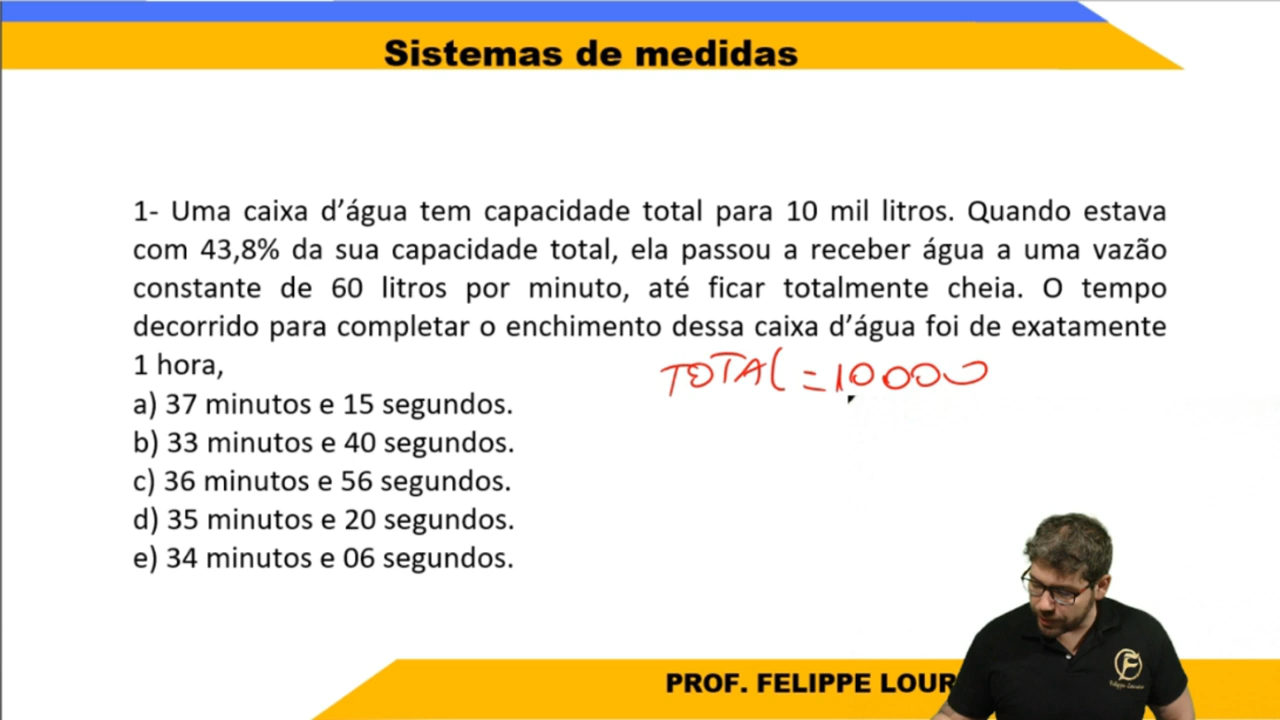 Sistemas de medidas
1- Uma caixa d’água tem capacidade total para 10 mil litros. Quando estava
com 43,8% da sua capacidade total, ela passou a receber água a uma vazão
constante de 60 litros por minuto, até ficar totalmente cheia. O tempo
decorrido para completar o enchimento dessa caixa d’água foi de exatamente
1 hora,
TOTAL = 10000
a) 37 minutos e 15 segundos.
b) 33 minutos e 40 segundos.
c) 36 minutos e 56 segundos.
d) 35 minutos e 20 segundos.
e) 34 minutos e 06 segundos.
PROF. FELIPPE LOUR